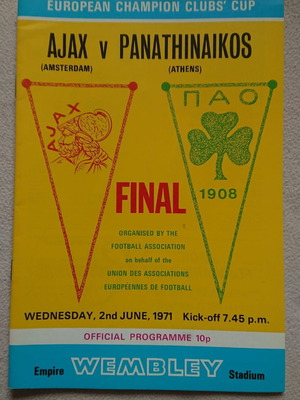 EUROPEAN CHAMPION CLUBS' CUP
AJAX v PANATHINAIKOS
(AMSTERDAM) (ATHENS)
AJAX
ΠΑΟ
1908
FINAL
ORGANISED BY THE
FOOTBALL ASSOCIATION
on behalf of the
UNION DES ASSOCIATIONS
EUROPÉENNES DE FOOTBALL
WEDNESDAY, 2nd JUNE, 1971 Kick-off 7.45 p.m.
OFFICIAL PROGRAMME 10p
Empire WEMBLEY Stadium